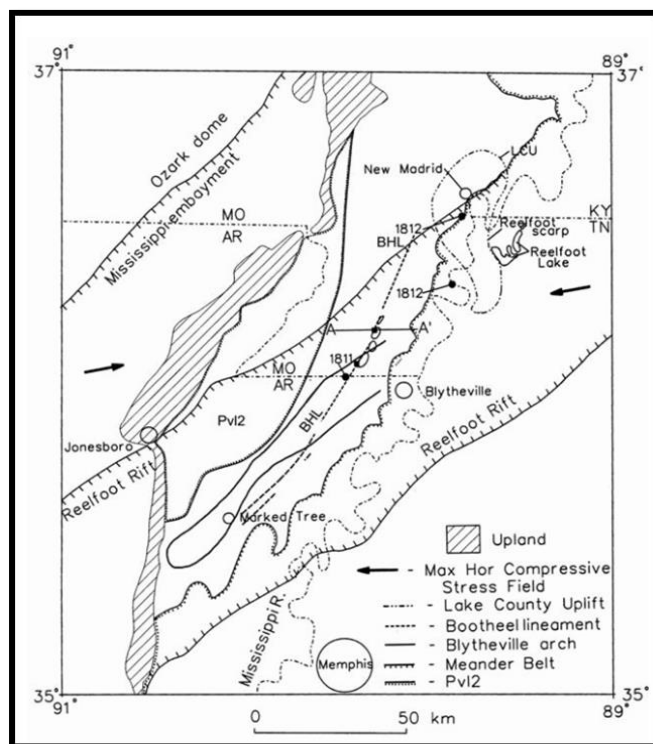 91°
89°
37°
37°
Ozark dome
Mississippi embayment
LCU
New Madrid
MO
AR
1812
KY
TN
Reelfoot
scarp
BHL
Reelfoot
Lake
1812
A
A'
1811
MO
AR
Blytheville
Pvl2
BHL
Jonesboro
Reelfoot Rift
Reelfoot Rift
Marked Tree
Upland
Max Hor Compressive
Stress Field
Lake County Uplift
Bootheel lineament
Blytheville arch
Meander Belt
Pvl2
Mississippi R.
Memphis
35°
35°
91°
89°
0 50 km